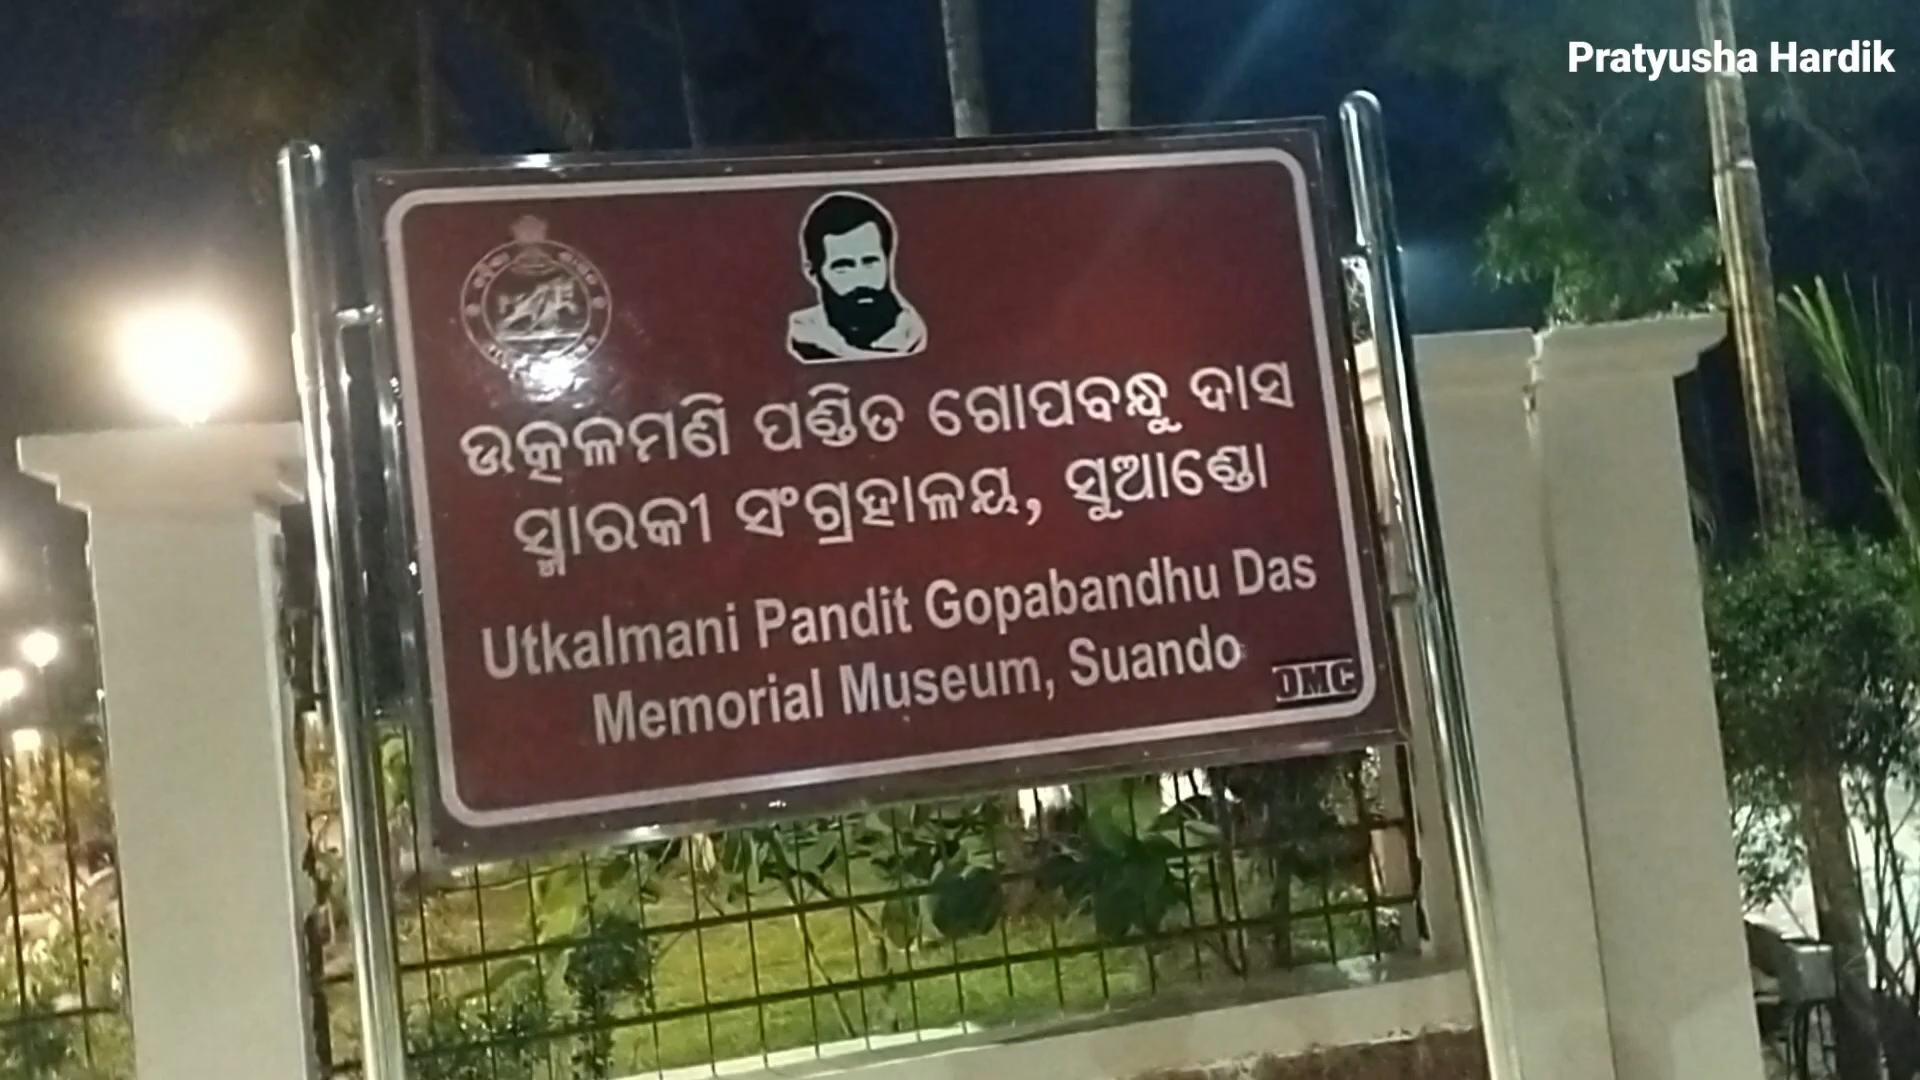 Pratyusha Hardik
ଉତ୍କଳମଣି ପଣ୍ଡିତ ଗୋପବନ୍ଧୁ ଦାସ
ସ୍ମାରକୀ ସଂଗ୍ରହାଳୟ, ସୁଆଣ୍ଡୋ
Utkalmani Pandit Gopabandhu Das
Memorial Museum, Suando
DMC